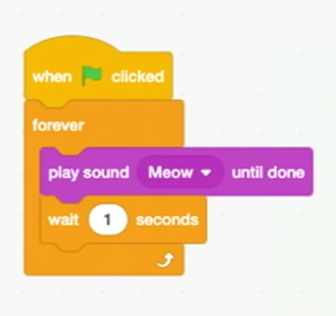 when clicked
forever
play sound Meow until done
wait 1 seconds